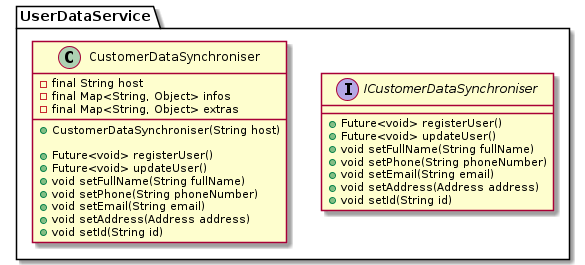 UserDataService
C CustomerDataSynchroniser
final String host
final Map<String, Object> infos
final Map<String, Object> extras
CustomerDataSynchroniser(String host)
Future<void> registerUser()
Future<void> updateUser()
void setFullName(String fullName)
void setPhone(String phoneNumber)
void setEmail(String email)
void setAddress(Address address)
void setId(String id)
I ICustomerDataSynchroniser
Future<void> registerUser()
Future<void> updateUser()
void setFullName(String fullName)
void setPhone(String phoneNumber)
void setEmail(String email)
void setAddress(Address address)
void setId(String id)